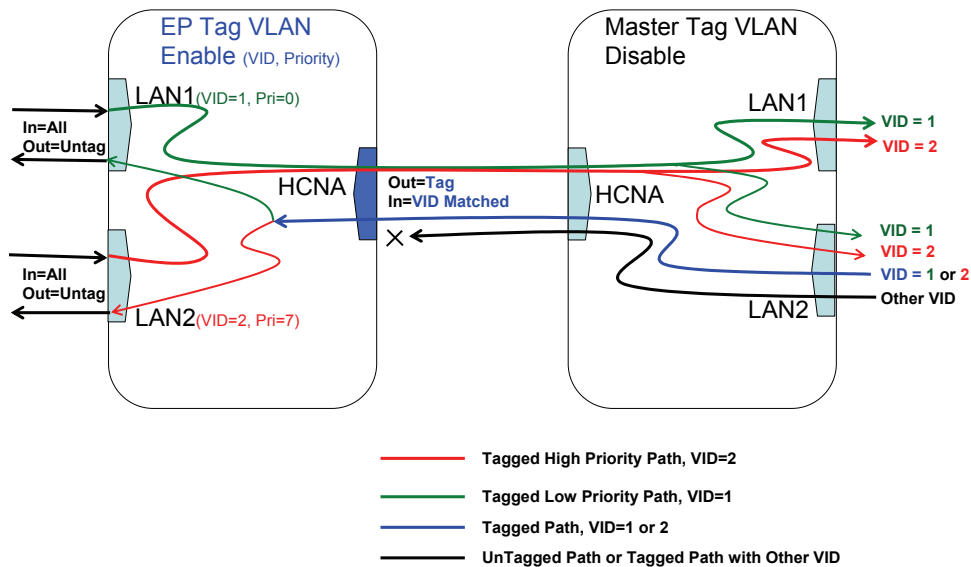 EP Tag VLAN
Enable (VID, Priority)
Master Tag VLAN
Disable
LAN1(VID=1, Pri=0)
In=All
Out=Untag
HCNA
Out=Tag
In=VID Matched
HCNA
LAN1
VID = 1
VID = 2
VID = 1
VID = 2
VID = 1 or 2
Other VID
LAN2
In=All
Out=Untag
LAN2(VID=2, Pri=7)
Tagged High Priority Path, VID=2
Tagged Low Priority Path, VID=1
Tagged Path, VID=1 or 2
UnTagged Path or Tagged Path with Other VID